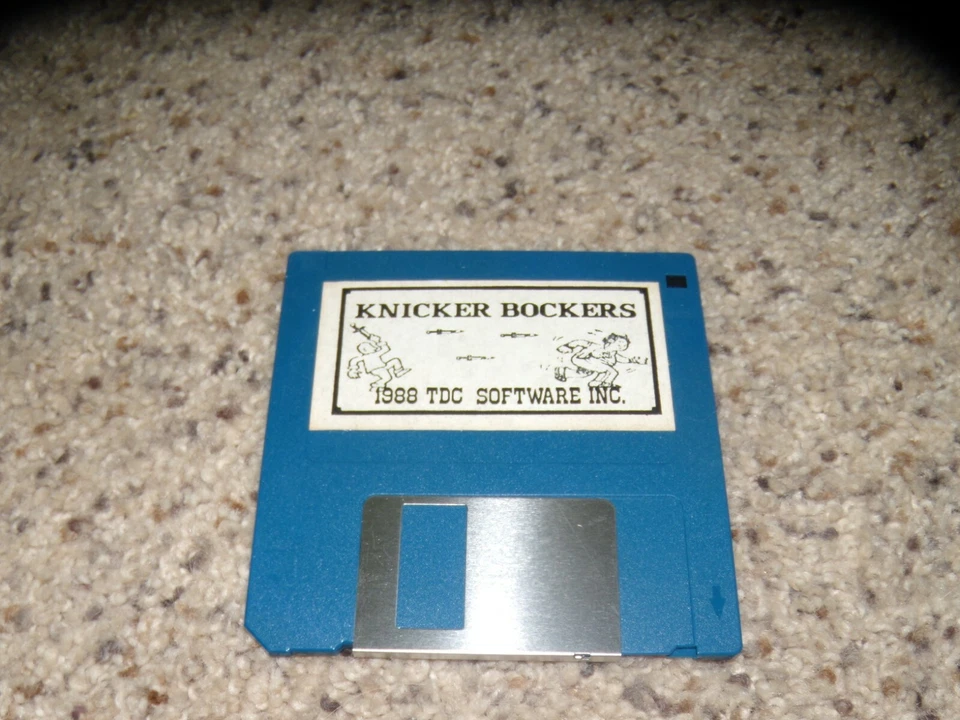 KNICKER BOCKERS
1988 TDC SOFTWARE INC.